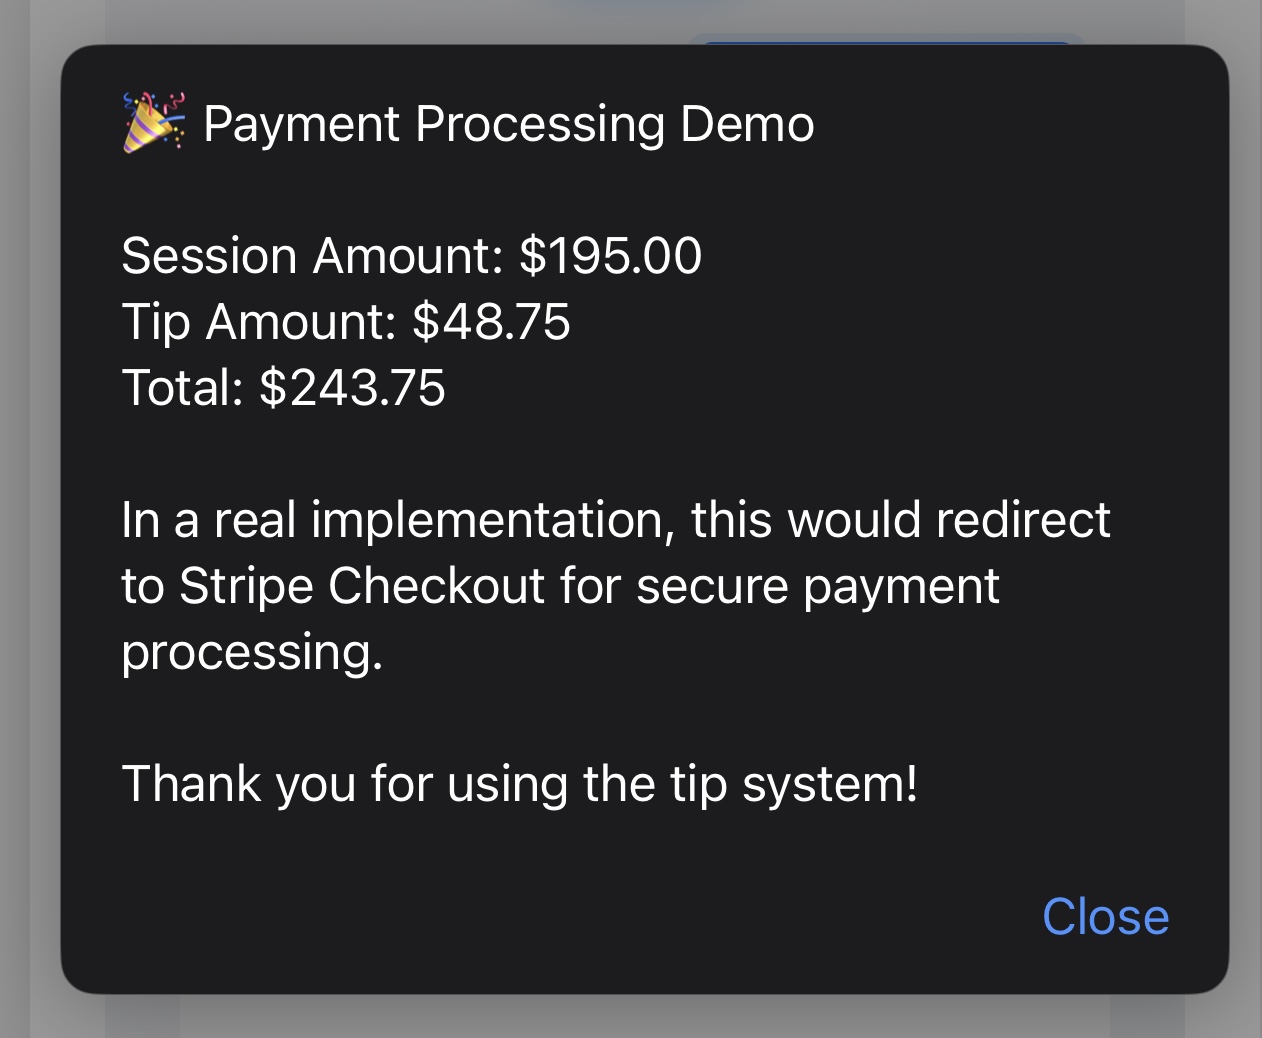 🎉 Payment Processing Demo
Session Amount: $195.00
Tip Amount: $48.75
Total: $243.75
In a real implementation, this would redirect
to Stripe Checkout for secure payment
processing.
Thank you for using the tip system!
Close